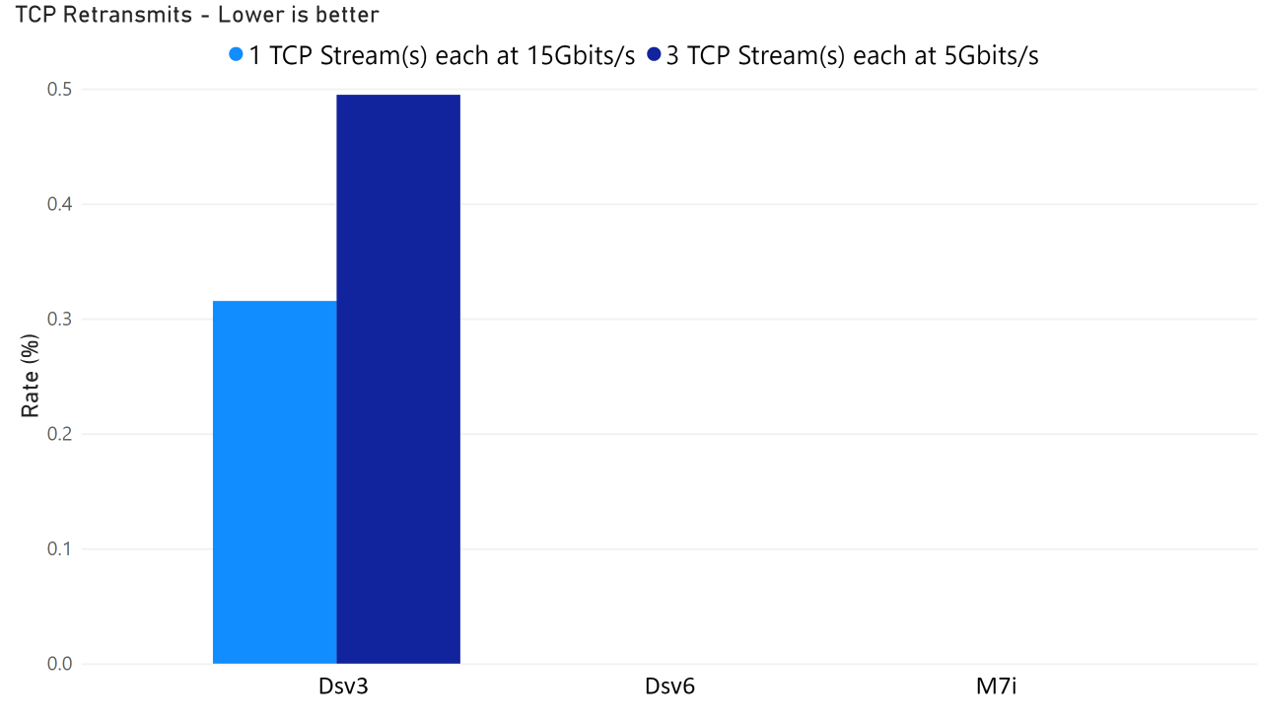 TCP Retransmits - Lower is better
1 TCP Stream(s) each at 15Gbits/s 3 TCP Stream(s) each at 5Gbits/s
0.5
0.4
0.3
0.2
0.1
0.0
Rate (%)
Dsv3 Dsv6 M7i